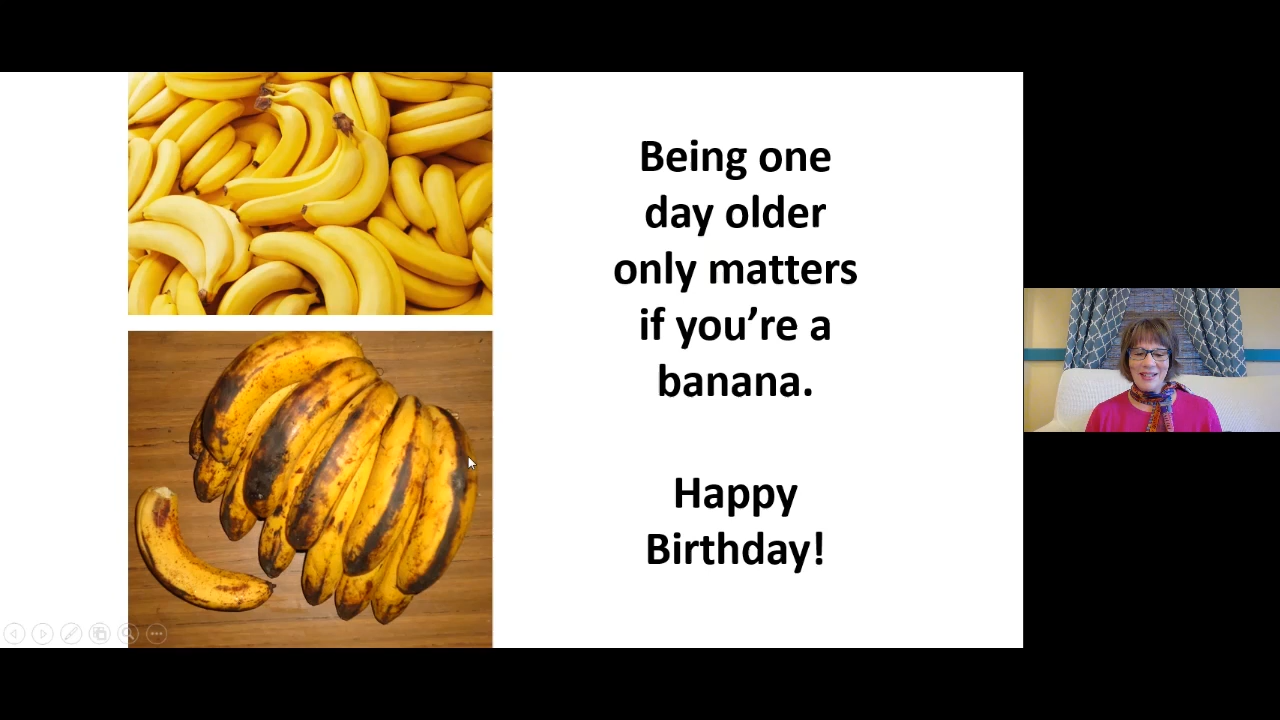 Being one
day older
only matters
if you’re a
banana.
Happy
Birthday!